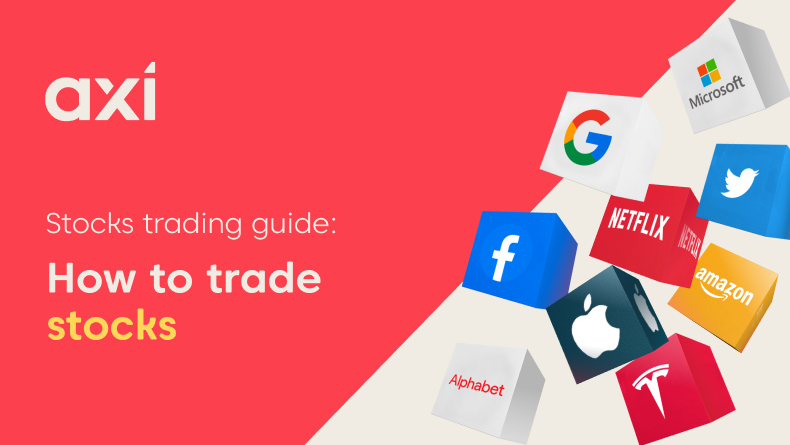 axi
Stocks trading guide:
How to trade
stocks
Microsoft
G
NETFLIX
NETFLIX
f
amazon
Alphabet